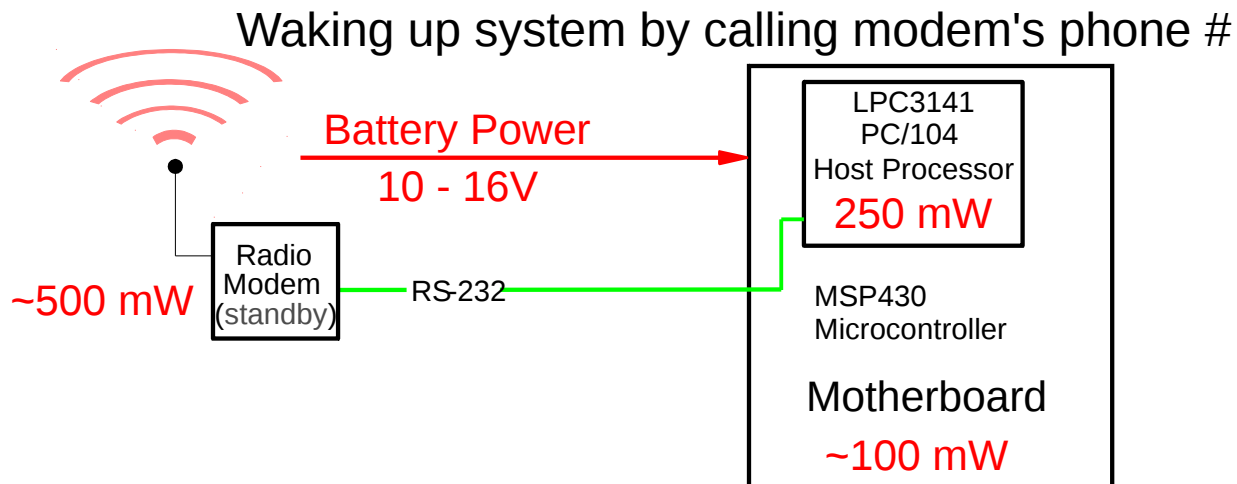 Waking up system by calling modem's phone #
LPC3141
PC/104
Host Processor
250 mW
Battery Power
10 - 16V
Radio
Modem
(standby)
~500 mW
RS-232
MSP430
Microcontroller
Motherboard
~100 mW